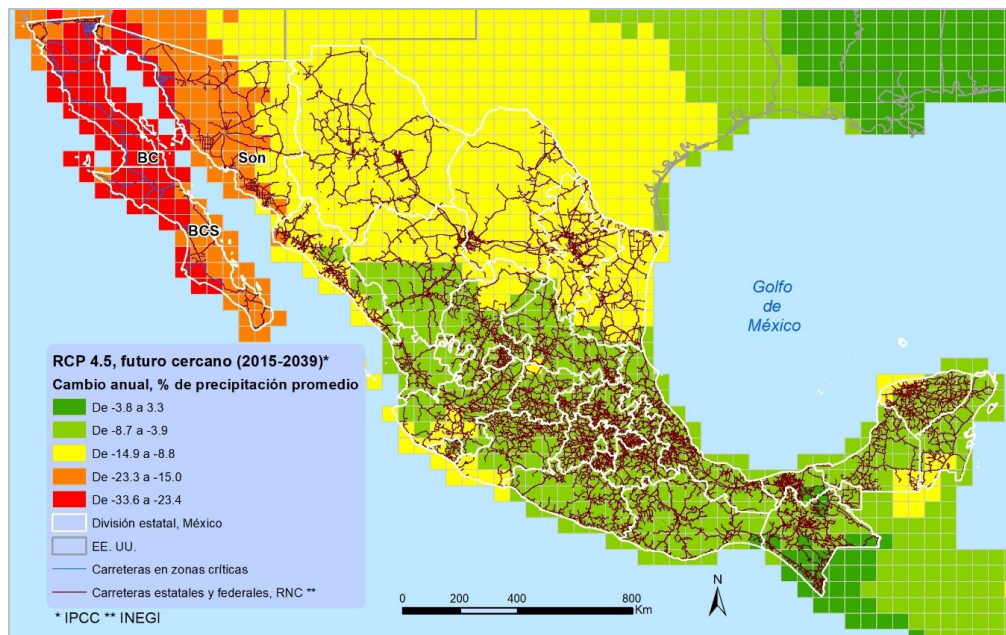 BC
Son
BCS
Golfo
de
México
RCP 4.5, futuro cercano (2015-2039)*
Cambio anual, % de precipitación promedio
De -3.8 a 3.3
De -8.7 a -3.9
De -14.9 a -8.8
De -23.3 a -15.0
De -33.6 a -23.4
División estatal, México
EE. UU.
Carreteras en zonas críticas
Carreteras estatales y federales, RNC **
* IPCC ** INEGI
N
0 200 400 800
Km